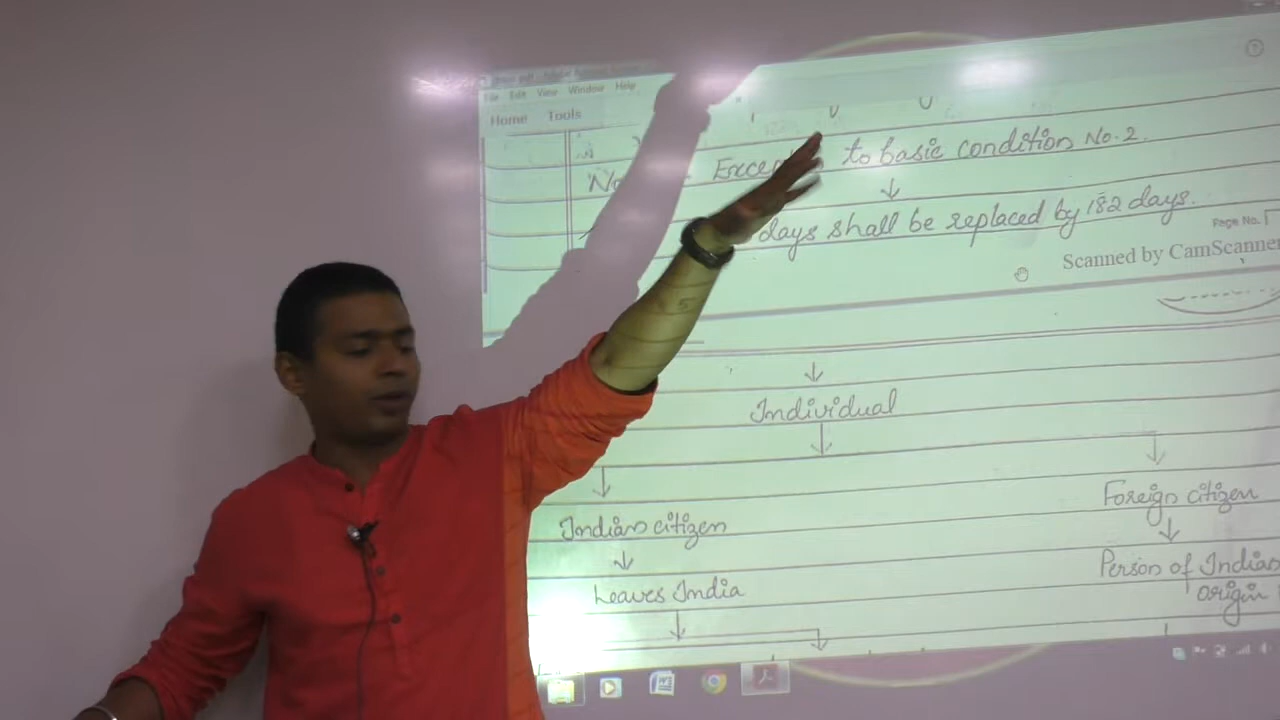 File Edit View Window Help
Home Tools
to basic condition No. 2.
days shall be replaced by 182 days.
Page No.
Scanned by CamScanner
Individual
Indian citizen
Foreign citizen
Leaves India
Person of Indian
origin